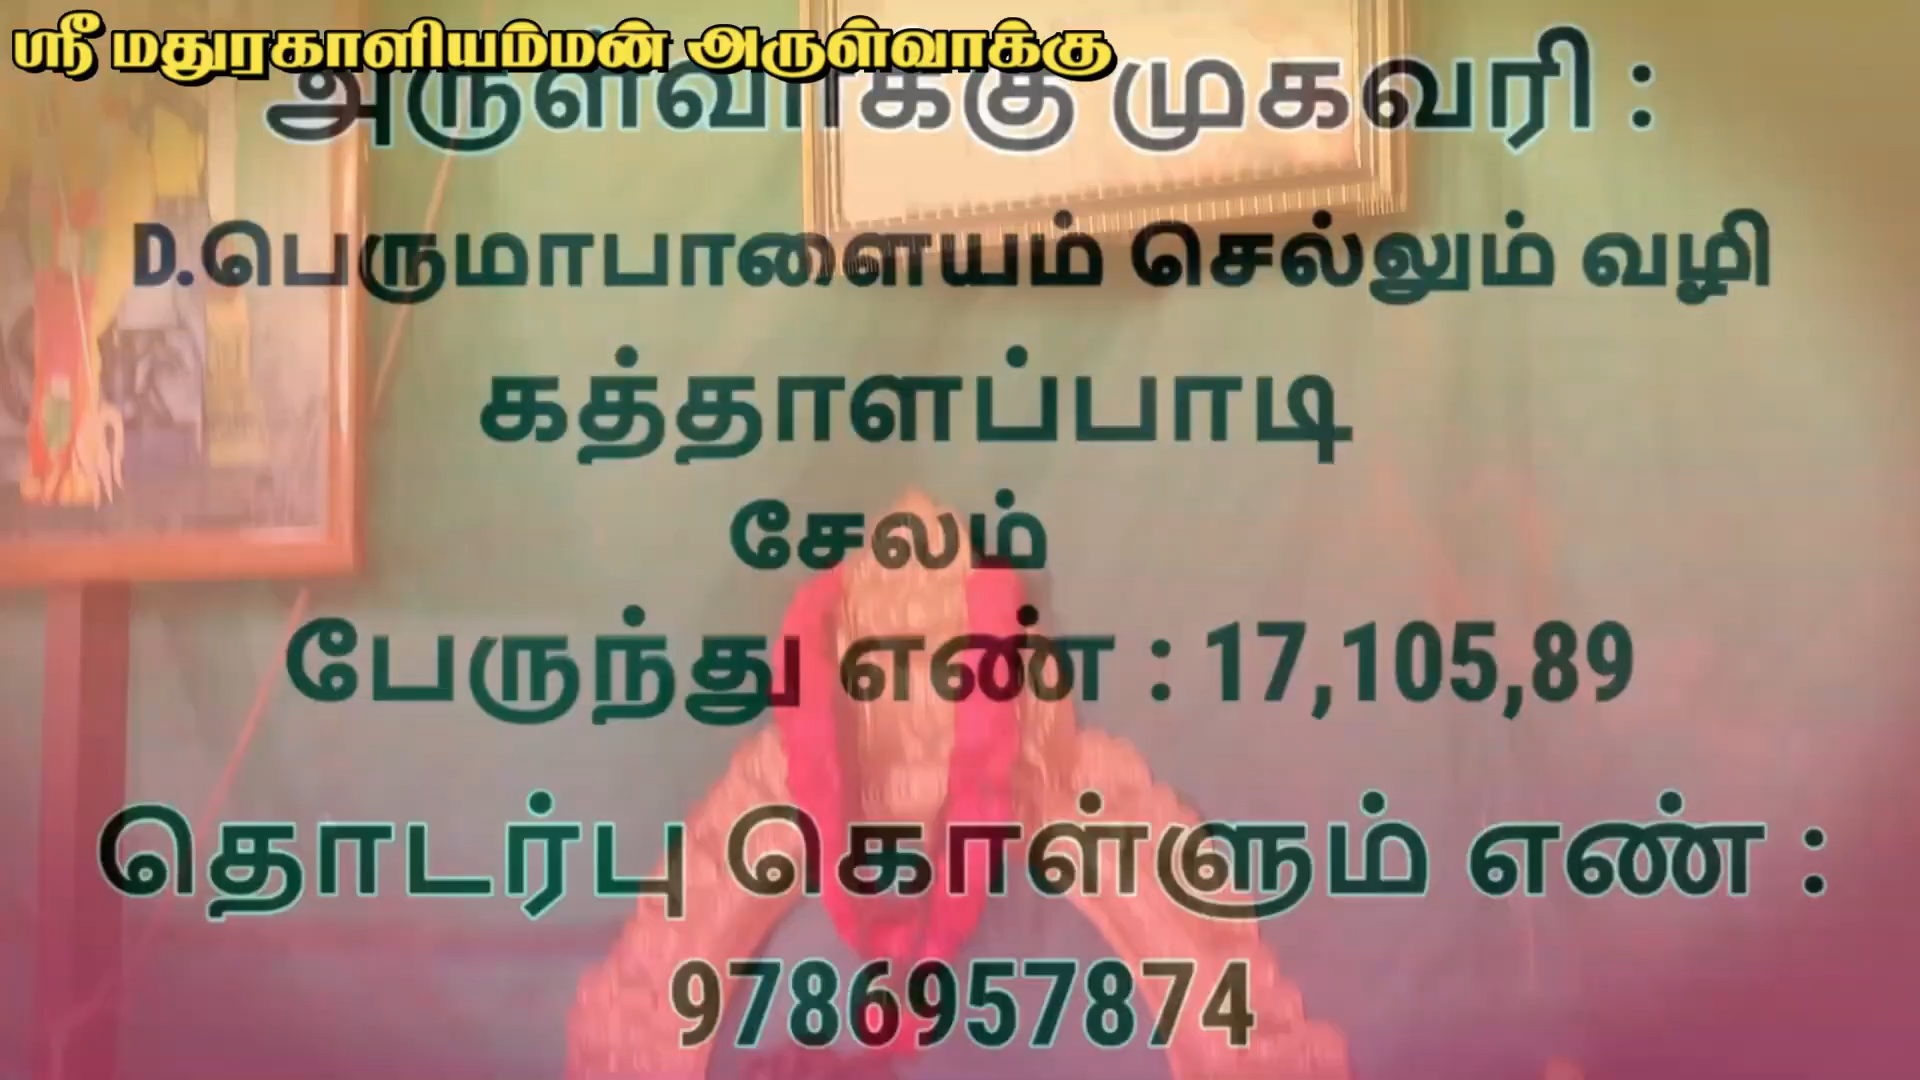 ஸ்ரீ மதுரகாளியம்மன் அருள்வாக்கு
அருள்வாக்கு முகவரி :
D.பெருமாபாளையம் செல்லும் வழி
கத்தாளப்பாடி
சேலம்
பேருந்து எண் : 17,105,89
தொடர்பு கொள்ளும் எண் :
9786957874